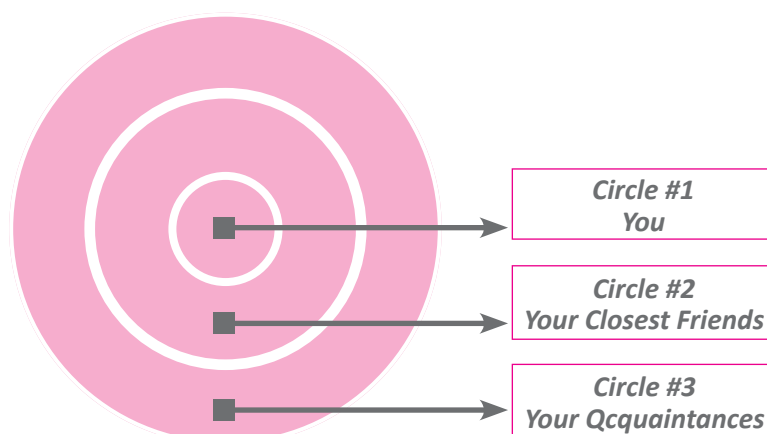 Circle #1
You
Circle #2
Your Closest Friends
Circle #3
Your Qcquaintances